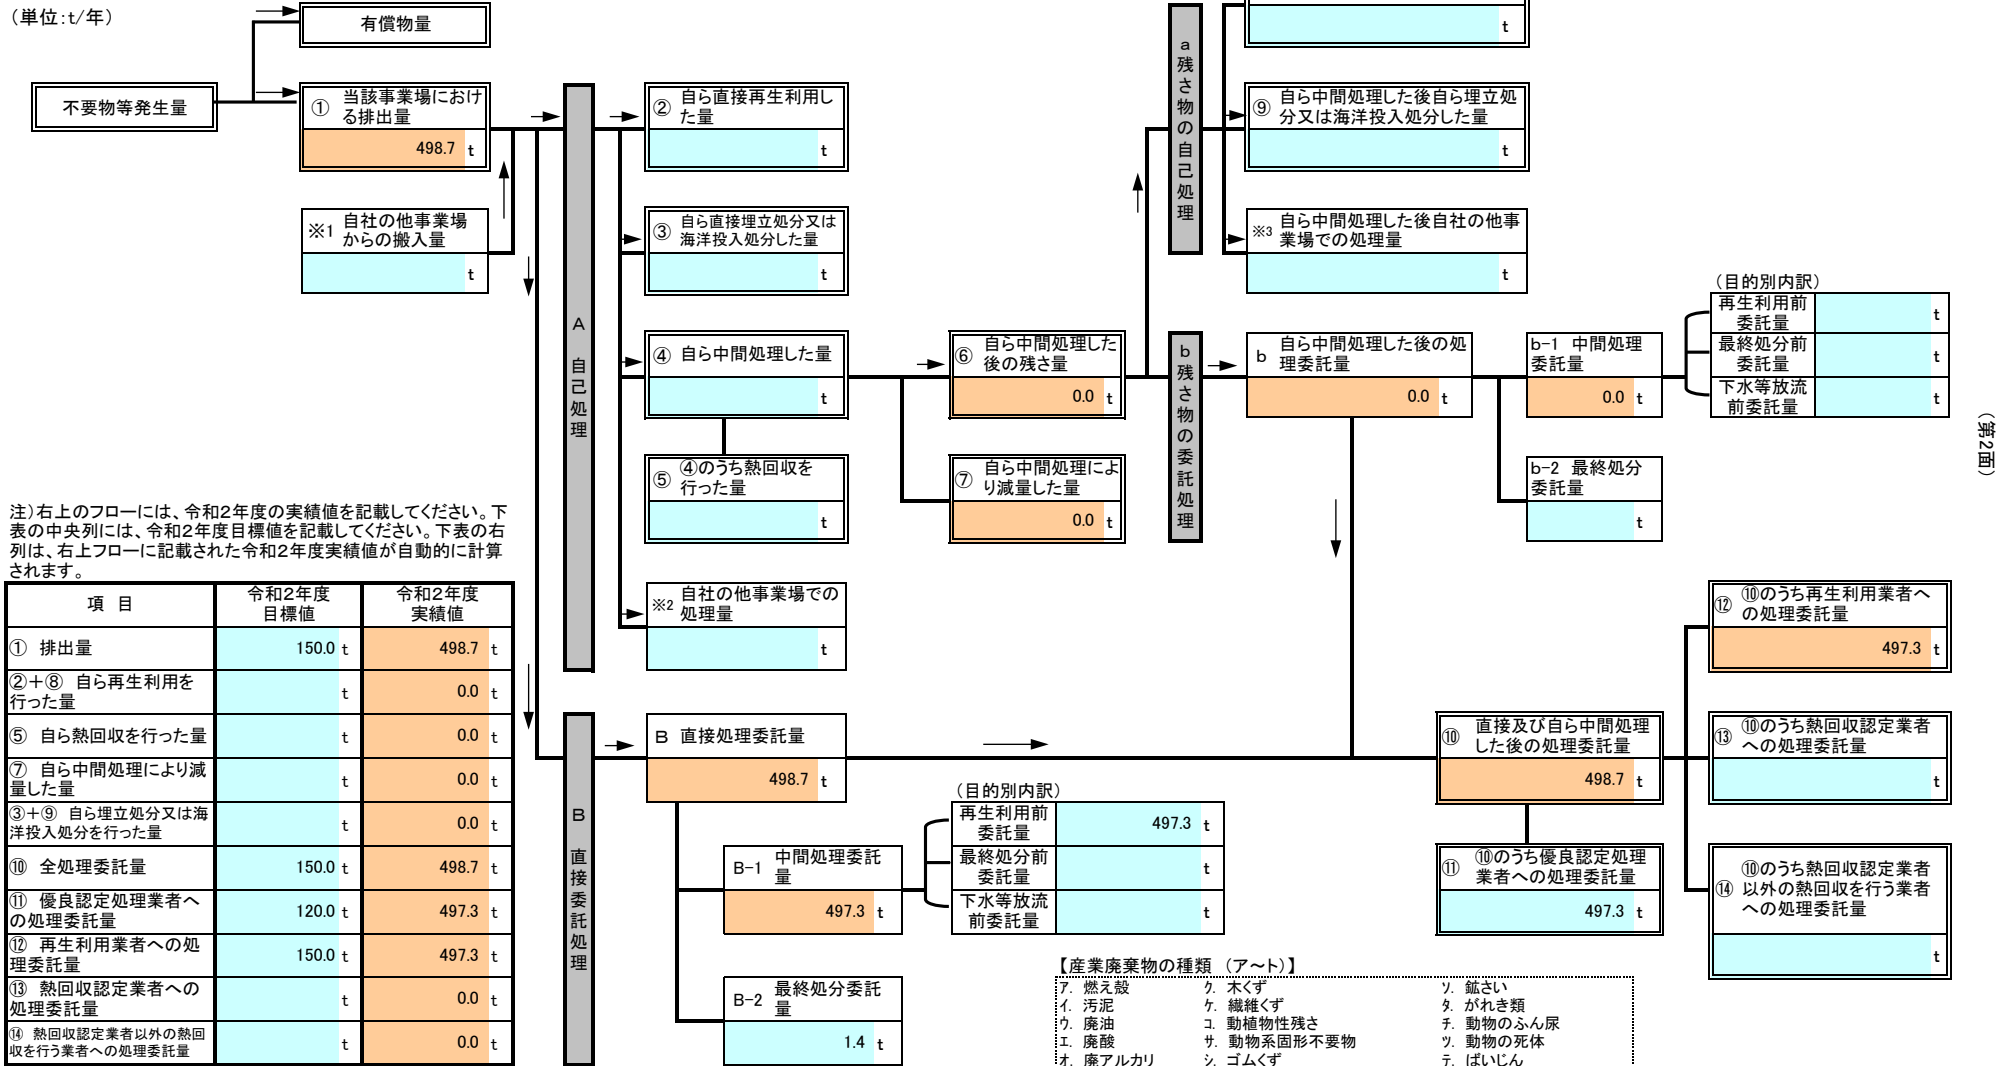 （単位：t/年）
有償物量
不要物等発生量
① 当該事業場におけ
る排出量
498.7 t
※1 自社の他事業場
からの搬入量
t
A 自己処理
② 自ら直接再生利用し
た量
t
③ 自ら直接埋立処分又は
海洋投入処分した量
t
④ 自ら中間処理した量
t
⑤ ④のうち熱回収を
行った量
t
※2 自社の他事業場での
処理量
t
⑥ 自ら中間処理した
後の残さ量
0.0 t
⑦ 自ら中間処理によ
り減量した量
0.0 t
a 残さ物の自己処理
t
⑨ 自ら中間処理した後自ら埋立処
分又は海洋投入処分した量
t
※3 自ら中間処理した後自社の他事
業場での処理量
t
b 残さ物の委託処理
b 自ら中間処理した後の処
理委託量
0.0 t
b-1 中間処理
委託量
0.0 t
b-2 最終処分
委託量
t
（目的別内訳）
再生利用前
委託量
t
最終処分前
委託量
t
下水等放流
前委託量
t
（第2面）
注）右上のフローには、令和2年度の実績値を記載してください。下
表の中央列には、令和2年度目標値を記載してください。下表の右
列は、右上フローに記載された令和2年度実績値が自動的に計算
されます。
項 目 令和2年度 目標値 令和2年度 実績値
① 排出量 150.0 t 498.7 t
②＋⑧ 自ら再生利用を
行った量 t 0.0 t
⑤ 自ら熱回収を行った量 t 0.0 t
⑦ 自ら中間処理により減
量した量 t 0.0 t
③＋⑨ 自ら埋立処分又は海
洋投入処分を行った量 t 0.0 t
⑩ 全処理委託量 150.0 t 498.7 t
⑪ 優良認定処理業者へ
の処理委託量 120.0 t 497.3 t
⑫ 再生利用業者への処
理委託量 150.0 t 497.3 t
⑬ 熱回収認定業者への
処理委託量 t 0.0 t
⑭ 熱回収認定業者以外の熱回
収を行う業者への処理委託量 t 0.0 t
B 直接委託処理
B 直接処理委託量
498.7 t
B-1 中間処理委託
量
497.3 t
B-2 最終処分委託
量
1.4 t
（目的別内訳）
再生利用前
委託量
497.3 t
最終処分前
委託量
t
下水等放流
前委託量
t
⑩ 直接及び自ら中間処理
した後の処理委託量
498.7 t
⑪ ⑩のうち優良認定処理
業者への処理委託量
497.3 t
⑫ ⑩のうち再生利用業者へ
の処理委託量
497.3 t
⑬ ⑩のうち熱回収認定業者
への処理委託量
t
⑭ ⑩のうち熱回収認定業者
以外の熱回収を行う業者
への処理委託量
t
【産業廃棄物の種類 （ア～ト）】
ア. 燃え殻 ク. 木くず ソ. 鉱さい
イ. 汚泥 ケ. 繊維くず タ. がれき類
ウ. 廃油 コ. 動植物性残さ チ. 動物のふん尿
エ. 廃酸 サ. 動物系固形不要物 ツ. 動物の死体
オ. 廃アルカリ シ. ゴムくず テ. ばいじん